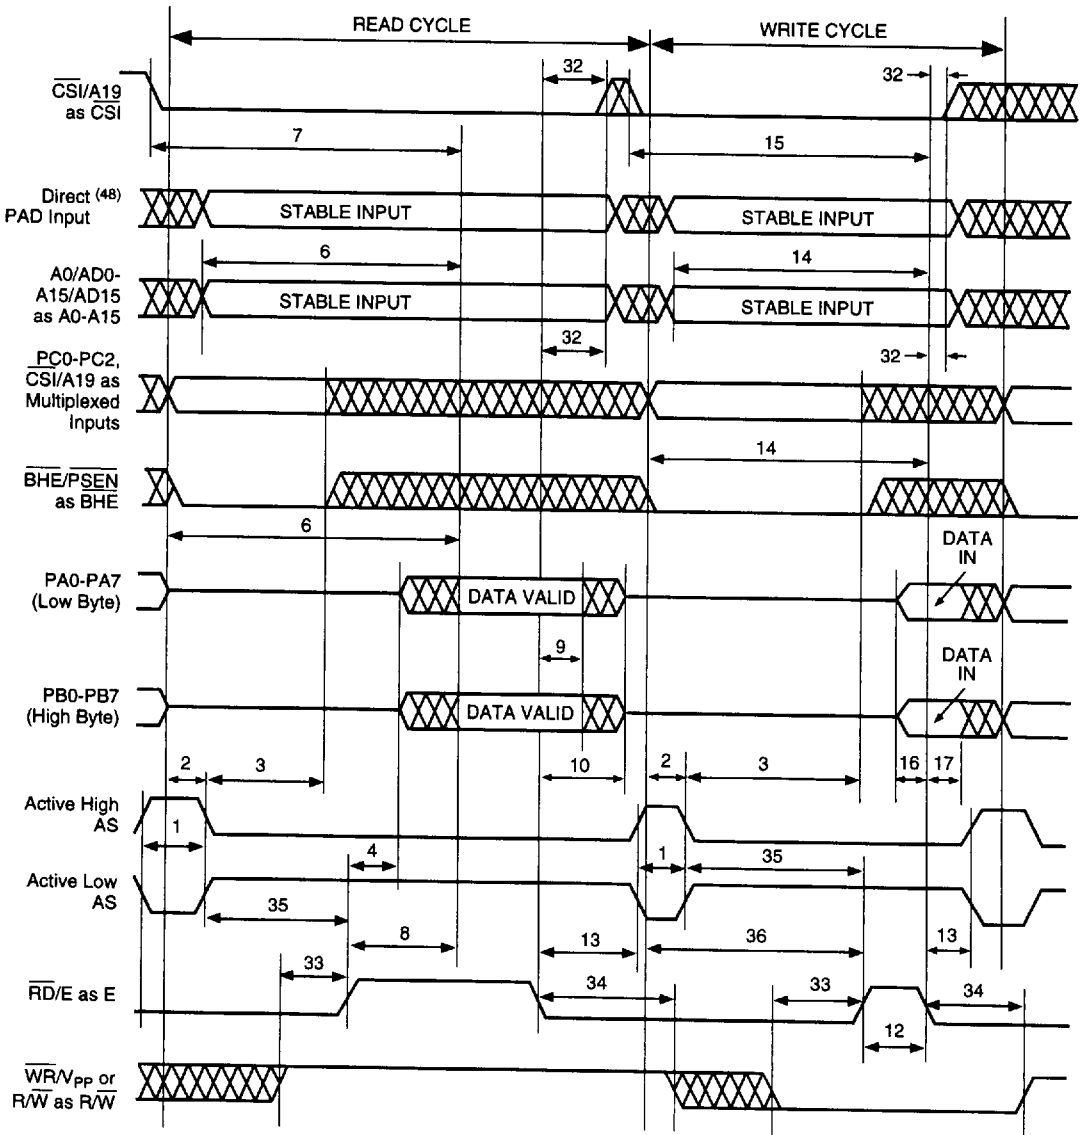 READ CYCLE
WRITE CYCLE
32
32
CSI/A19
as CSI
7
15
Direct (48)
PAD Input
STABLE INPUT
STABLE INPUT
6
14
A0/AD0-
A15/AD15
as A0-A15
STABLE INPUT
STABLE INPUT
32
32
PC0-PC2,
CSI/A19 as
Multiplexed
Inputs
14
BHE/PSEN
as BHE
6
DATA
IN
PA0-PA7
(Low Byte)
DATA VALID
9
DATA
IN
PB0-PB7
(High Byte)
DATA VALID
2
3
10
2
3
16
17
Active High
AS
1
4
1
35
Active Low
AS
35
8
13
36
13
33
34
33
34
RD/E as E
12
WR/VPP or
R/W as R/W